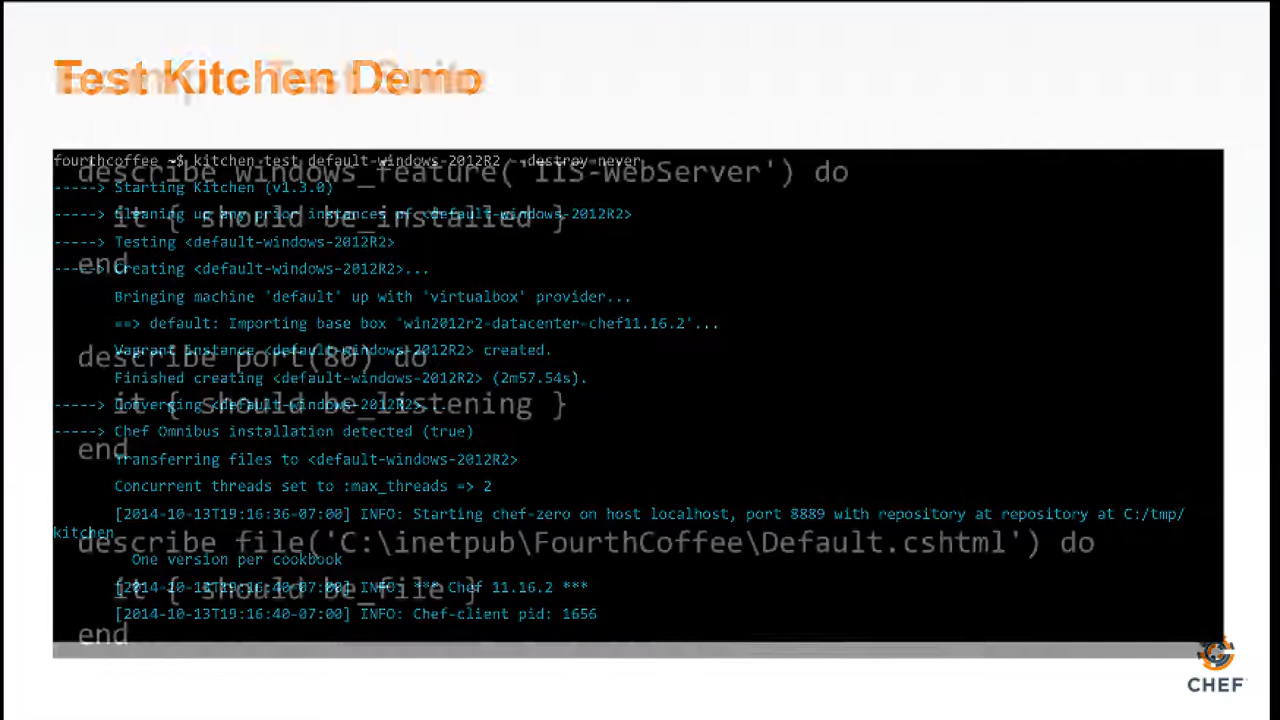 Test Kitchen Demo
fourthcoffee ~$ kitchen test default-windows-2012R2 --destroy-never
-----> Starting Kitchen (v1.3.0)
-----> Cleaning up any prior instances of <default-windows-2012R2>
-----> Testing <default-windows-2012R2>
-----> Creating <default-windows-2012R2>...
Bringing machine 'default' up with 'virtualbox' provider...
==> default: Importing base box 'win2012r2-datacenter-chef11.16.2'...
Vagrant instance <default-windows-2012R2> created.
Finished creating <default-windows-2012R2> (2m57.54s).
-----> Converging <default-windows-2012R2>...
-----> Chef Omnibus installation detected (true)
Transferring files to <default-windows-2012R2>
Concurrent threads set to :max_threads => 2
[2014-10-13T19:16:36-07:00] INFO: Starting chef-zero on host localhost, port 8889 with repository at repository at C:/tmp/
kitchen
One version per cookbook
[2014-10-13T19:16:40-07:00] INFO: *** Chef 11.16.2 ***
[2014-10-13T19:16:40-07:00] INFO: Chef-client pid: 1656
describe windows_feature('IIS-WebServer') do
it { should be_installed }
end
describe port(80) do
it { should be_listening }
end
describe file('C:\inetpub\FourthCoffee\Default.cshtml') do
it { should be_file }
end
CHEF